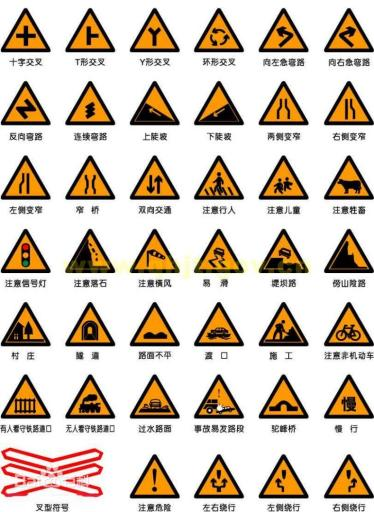 十字交叉 T形交叉 Y形交叉 环形交叉 向左急弯路 向右急弯路
反向弯路 连续弯路 上陡坡 下陡坡 两侧变窄 右侧变窄
左侧变窄 窄桥 双向交通 注意行人 注意儿童 注意牲畜
注意信号灯 注意落石 注意横风 易滑 堤坝路 傍山险路
村庄 隧道 路面不平 渡口 施工 注意非机动车
慢
有人看守铁路道口 无人看守铁路道口 过水路面 事故易发路段 驼峰桥 慢行
叉型符号 注意危险 左右绕行 左侧绕行 右侧绕行